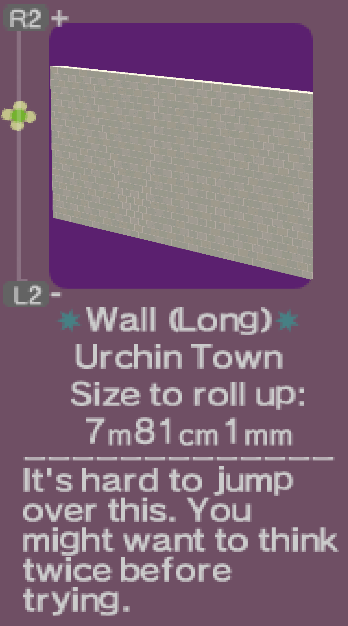 R2 +
L2 -
Wall (Long)
Urchin Town
Size to roll up:
7m81cm1mm
It's hard to jump
over this. You
might want to think
twice before
trying.